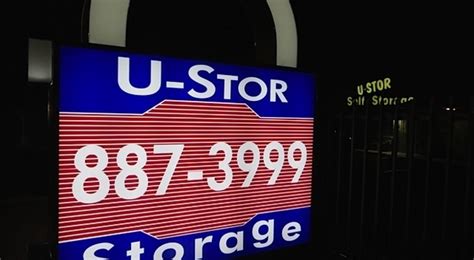 U-STOR
887-3999
Storage
U-STOR
Self Storage